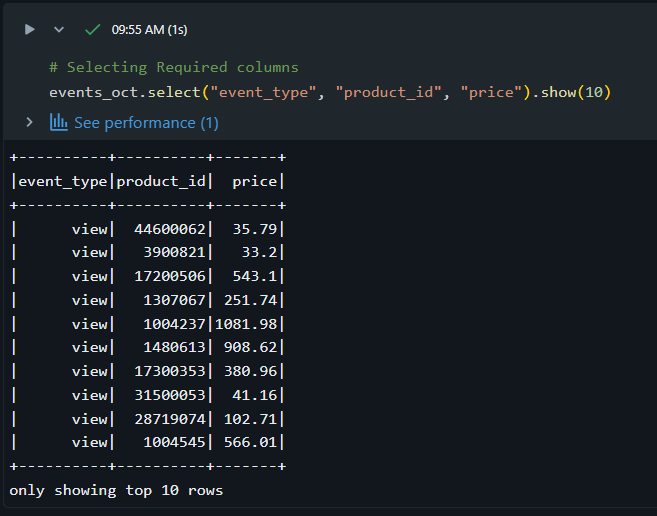 09:55 AM (1s)
# Selecting Required columns
events_oct.select("event_type", "product_id", "price").show(10)
See performance (1)
+----------+----------+-------+
|event_type|product_id|  price|
+----------+----------+-------+
|      view|  44600062|  35.79|
|      view|   3900821|   33.2|
|      view|  17200506|  543.1|
|      view|   1307067| 251.74|
|      view|   1004237|1081.98|
|      view|   1480613| 908.62|
|      view|  17300353| 380.96|
|      view|  31500053|  41.16|
|      view|  28719074| 102.71|
|      view|   1004545| 566.01|
+----------+----------+-------+
only showing top 10 rows